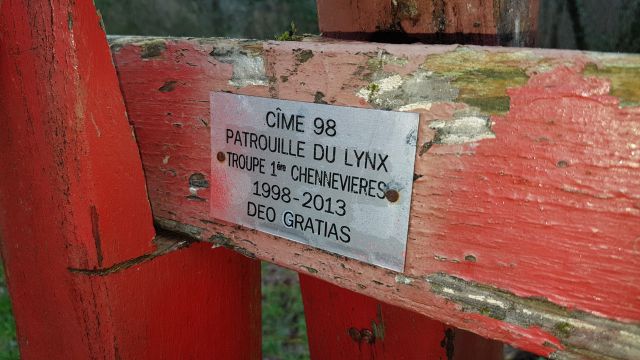 CÎME 98
PATROUILLE DU LYNX
TROUPE 1ère CHENNEVIERES
1998-2013
DEO GRATIAS